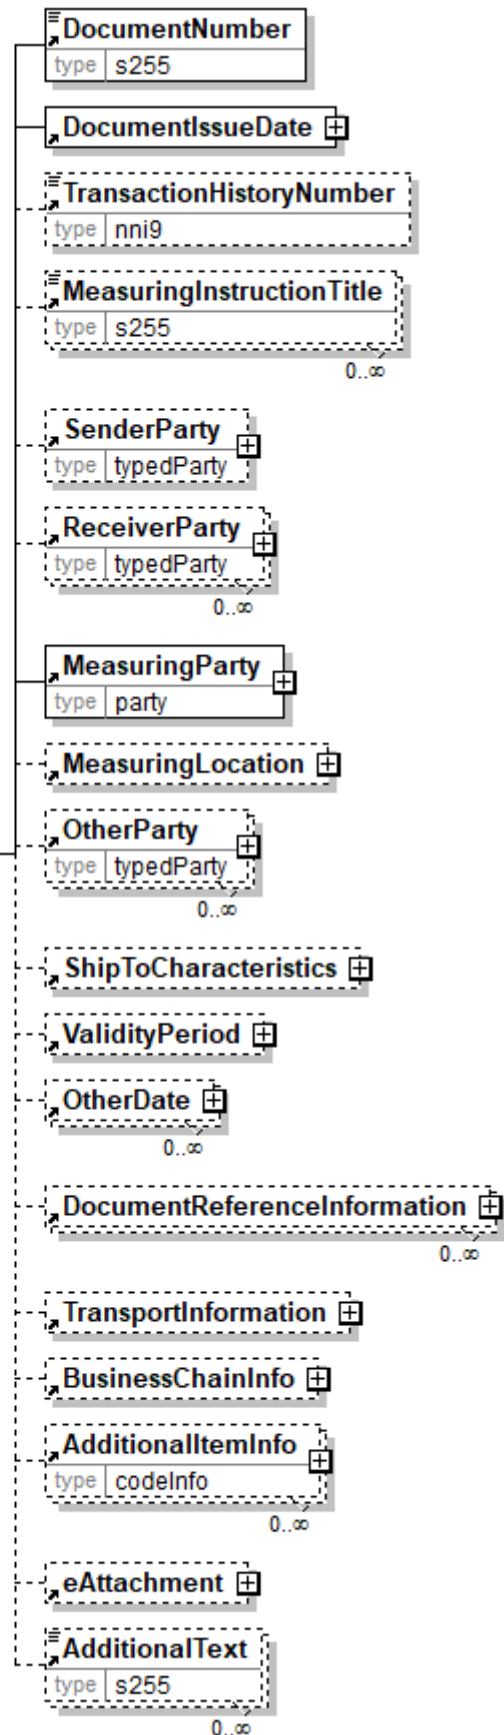 DocumentNumber
type s255
DocumentIssueDate
TransactionHistoryNumber
type nni9
MeasuringInstructionTitle
type s255
0..∞
SenderParty
type typedParty
ReceiverParty
type typedParty
0..∞
MeasuringParty
type party
MeasuringLocation
OtherParty
type typedParty
0..∞
ShipToCharacteristics
ValidityPeriod
OtherDate
0..∞
DocumentReferenceInformation
0..∞
TransportInformation
BusinessChainInfo
AdditionalItemInfo
type codeInfo
0..∞
eAttachment
AdditionalText
type s255
0..∞